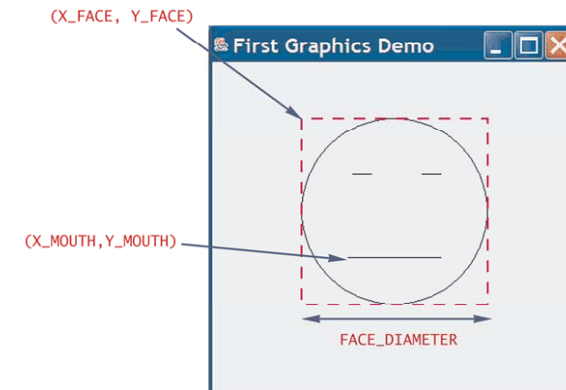 (X_FACE, Y_FACE)
First Graphics Demo
(X_MOUTH,Y_MOUTH)
FACE_DIAMETER